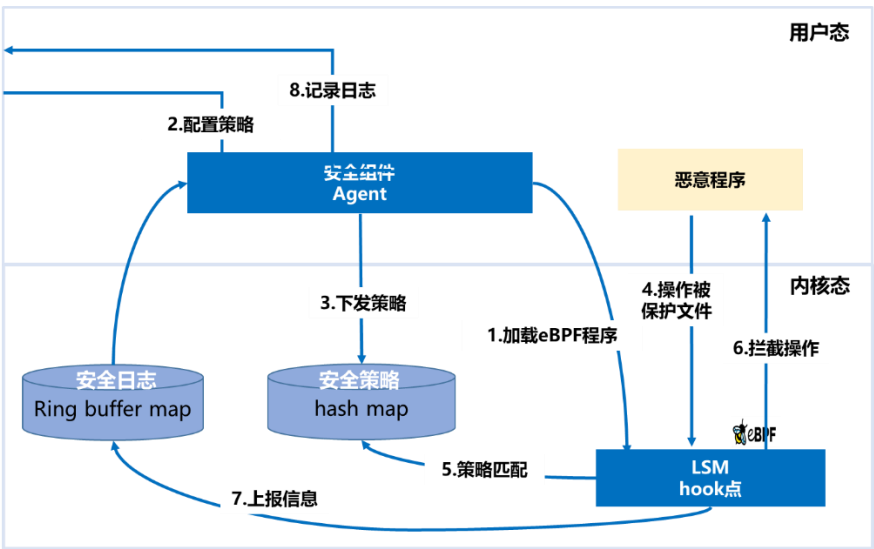 用户态
8.记录日志
2.配置策略
安全组件
Agent
恶意程序
内核态
3.下发策略
4.操作被
保护文件
1.加载eBPF程序
6.拦截操作
安全日志
Ring buffer map
安全策略
hash map
eBPF
5.策略匹配
LSM
hook点
7.上报信息